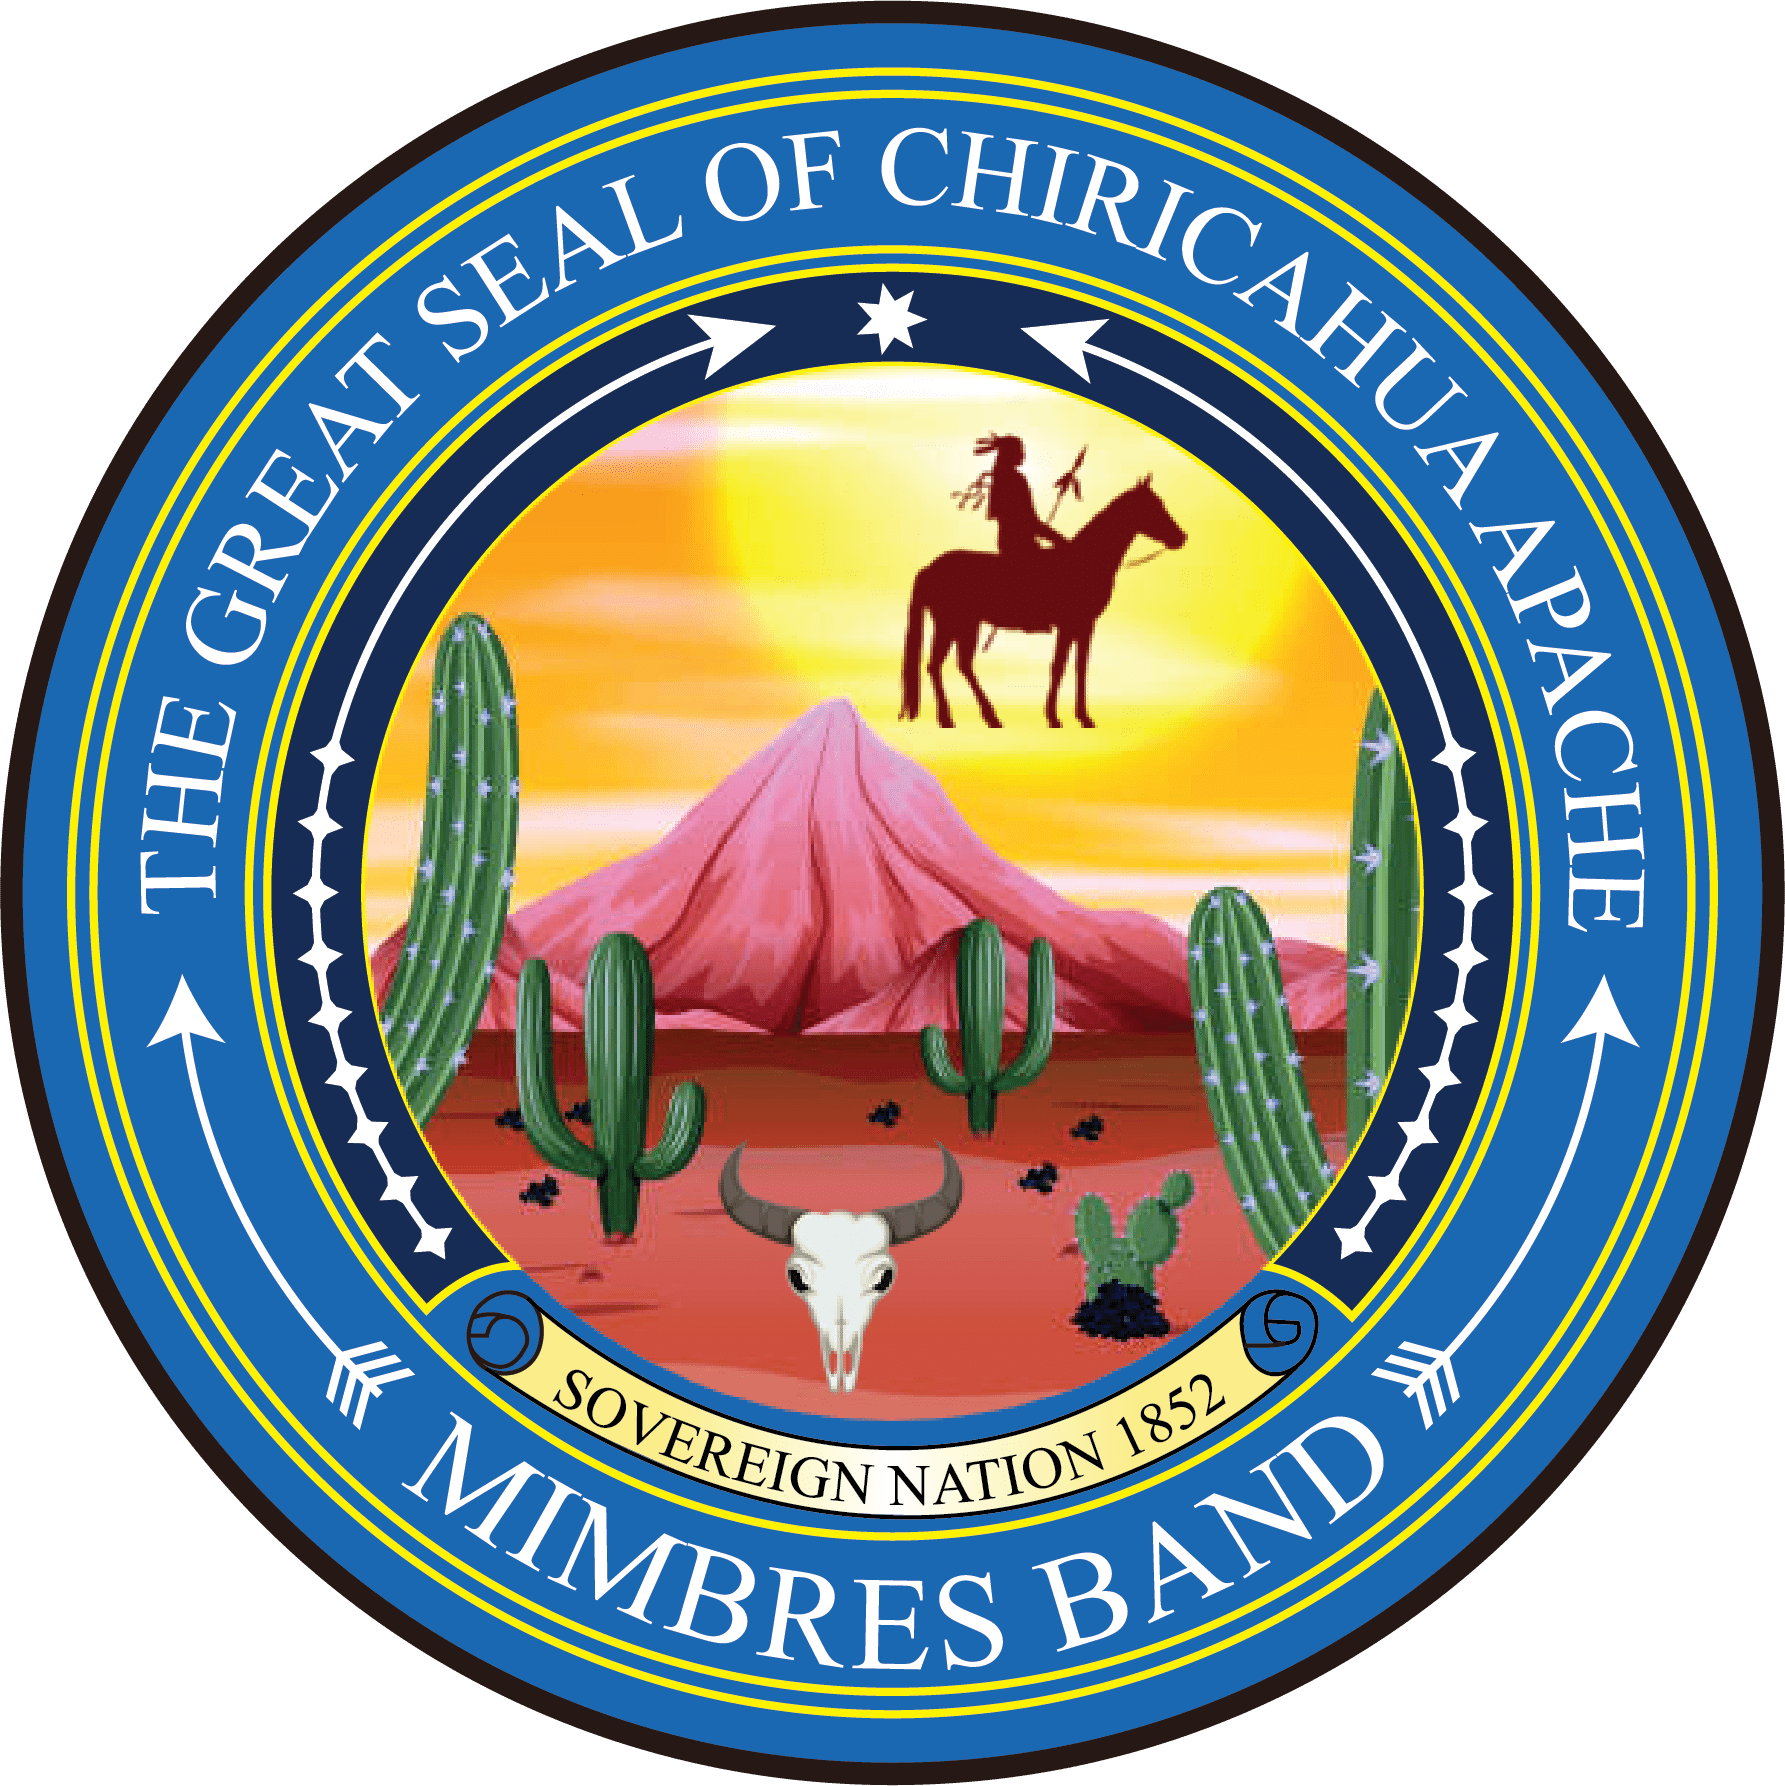 THE GREAT SEAL OF CHIRICAHUA APACHE
SOVEREIGN NATION 1852
MIMBRES BAND